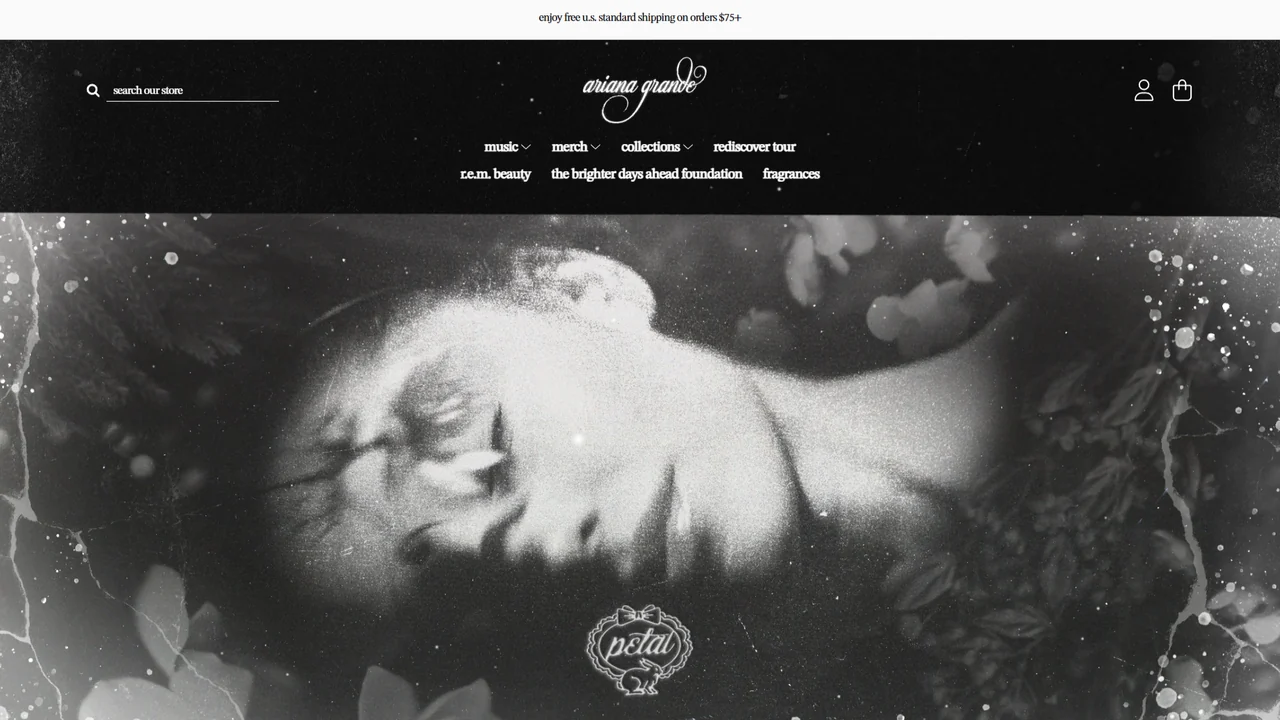 enjoy free u.s. standard shipping on orders $75+
search our store
ariana grande
music merch collections rediscover tour
r.e.m. beauty the brighter days ahead foundation fragrances
petal